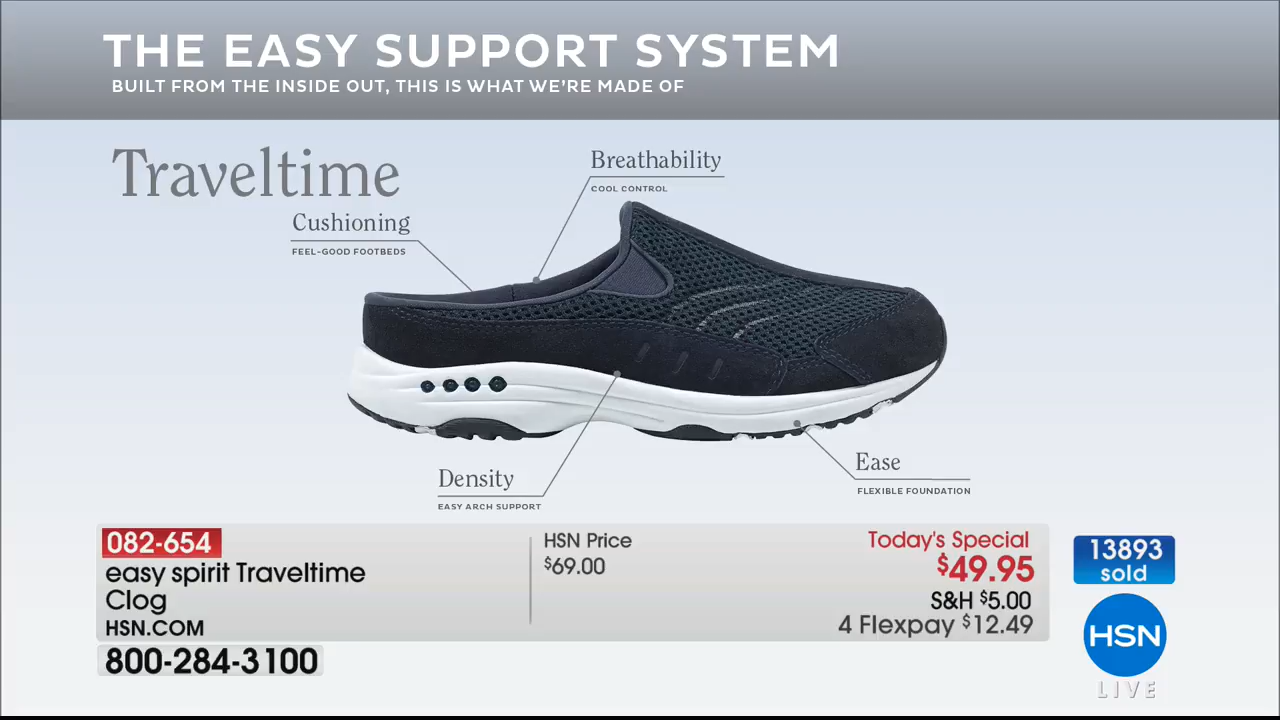 THE EASY SUPPORT SYSTEM
BUILT FROM THE INSIDE OUT, THIS IS WHAT WE'RE MADE OF
Traveltime
Breathability
COOL CONTROL
Cushioning
FEEL-GOOD FOOTBEDS
Density
EASY ARCH SUPPORT
Ease
FLEXIBLE FOUNDATION
082-654
easy spirit Traveltime
Clog
HSN.COM
800-284-3100
HSN Price
$69.00
Today's Special
$49.95
S&H $5.00
4 Flexpay $12.49
13893
sold
HSN
LIVE